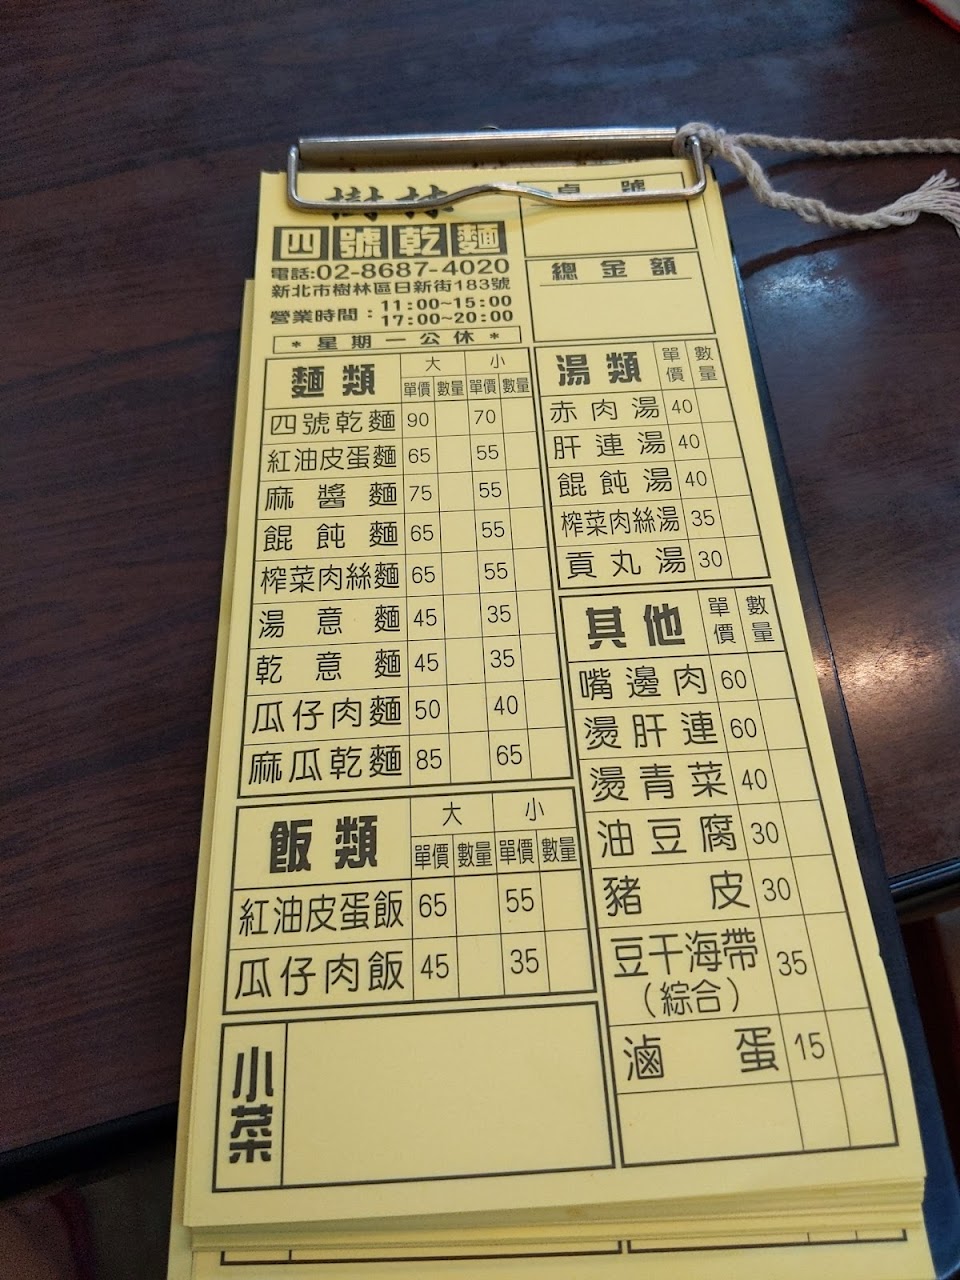 樹林
四號乾麵
電話:02-8687-4020
新北市樹林區日新街183號
營業時間：11:00~15:00
17:00~20:00
*星期一公休*
桌號
總金額
麵類 大 小
單價 數量 單價 數量
四號乾麵 90 70
紅油皮蛋麵 65 55
麻醬麵 75 55
餛飩麵 65 55
榨菜肉絲麵 65 55
湯意麵 45 35
乾意麵 45 35
瓜仔肉麵 50 40
麻瓜乾麵 85 65
飯類 大 小
單價 數量 單價 數量
紅油皮蛋飯 65 55
瓜仔肉飯 45 35
小菜
湯類 單價 數量
赤肉湯 40
肝連湯 40
餛飩湯 40
榨菜肉絲湯 35
貢丸湯 30
其他 單價 數量
嘴邊肉 60
燙肝連 60
燙青菜 40
油豆腐 30
豬皮 30
豆干海帶 35
（綜合）
滷蛋 15